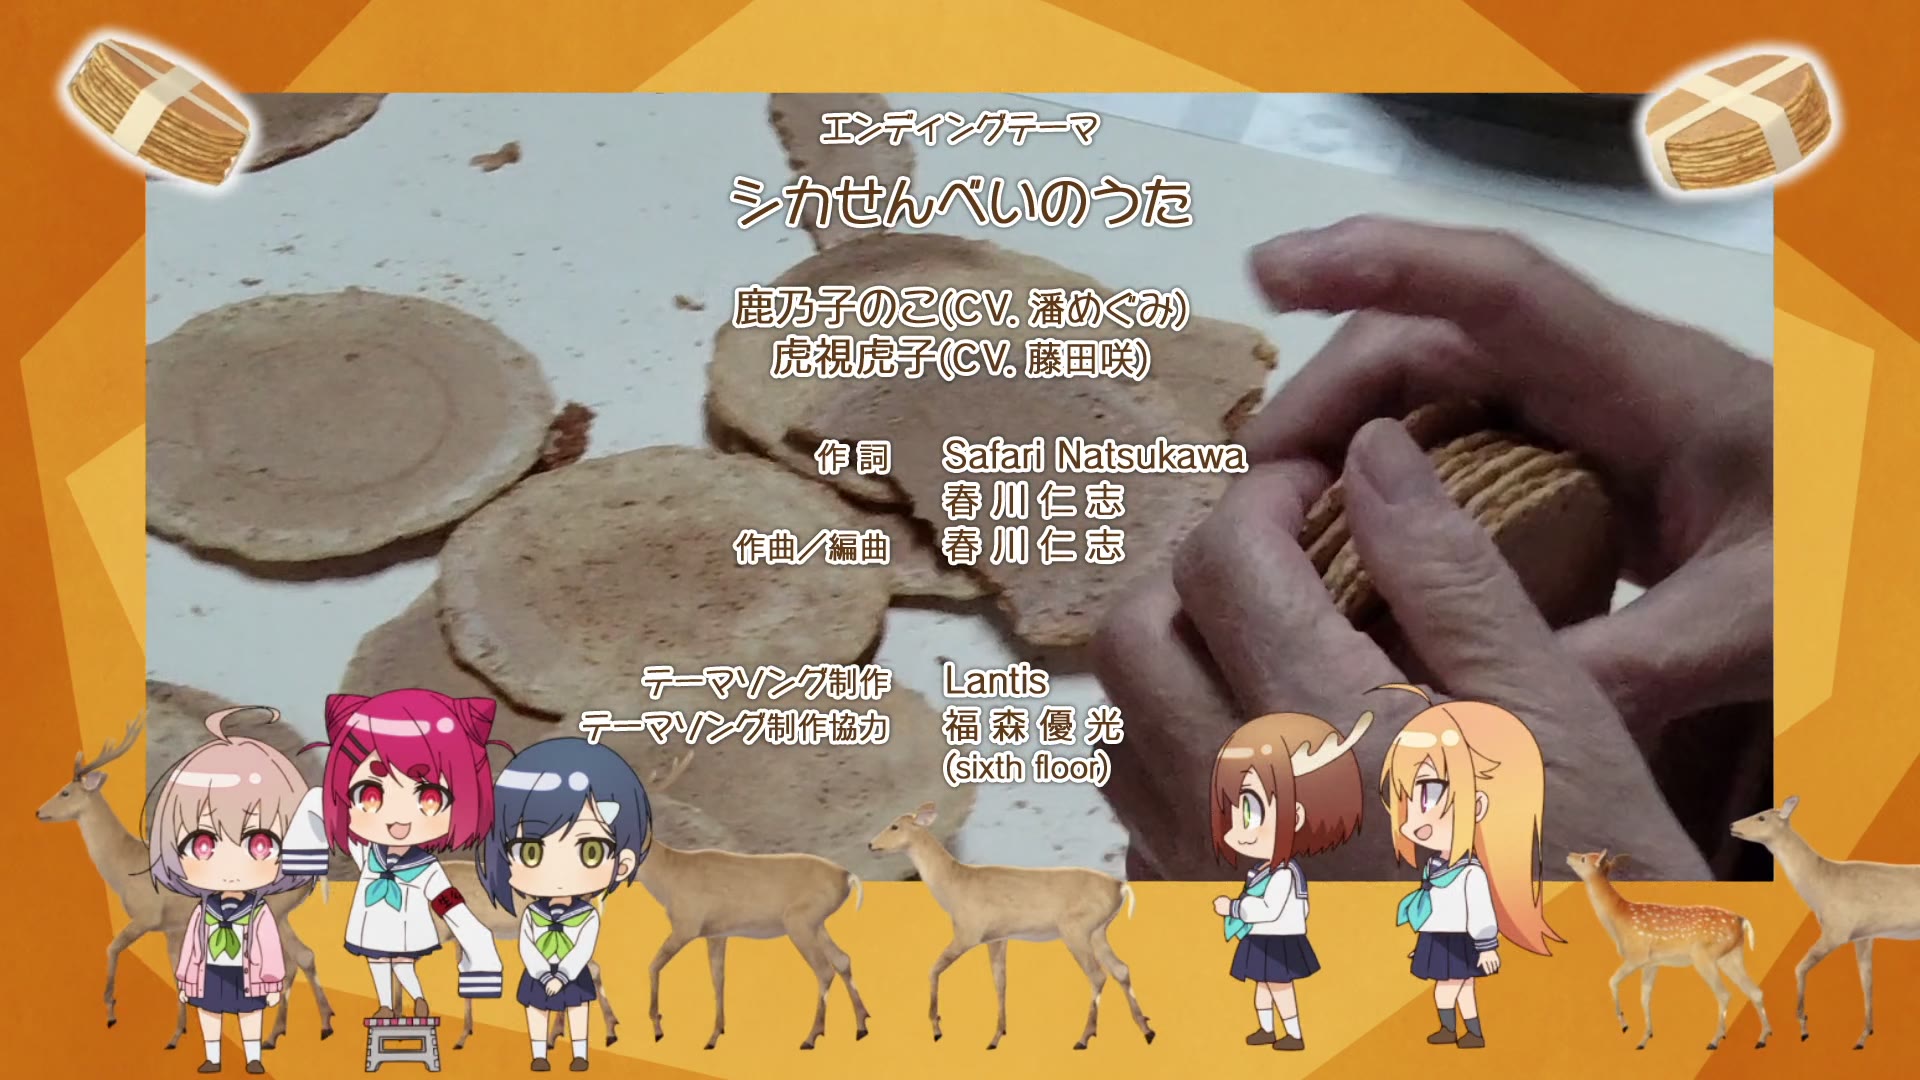 エンディングテーマ
シカせんべいのうた
鹿乃子のこ(CV. 潘めぐみ)
虎視虎子(CV. 藤田咲)
作 詞 Safari Natsukawa
春 川 仁 志
作曲／編曲 春 川 仁 志
テーマソング制作 Lantis
テーマソング制作協力 福 森 優 光
(sixth floor)